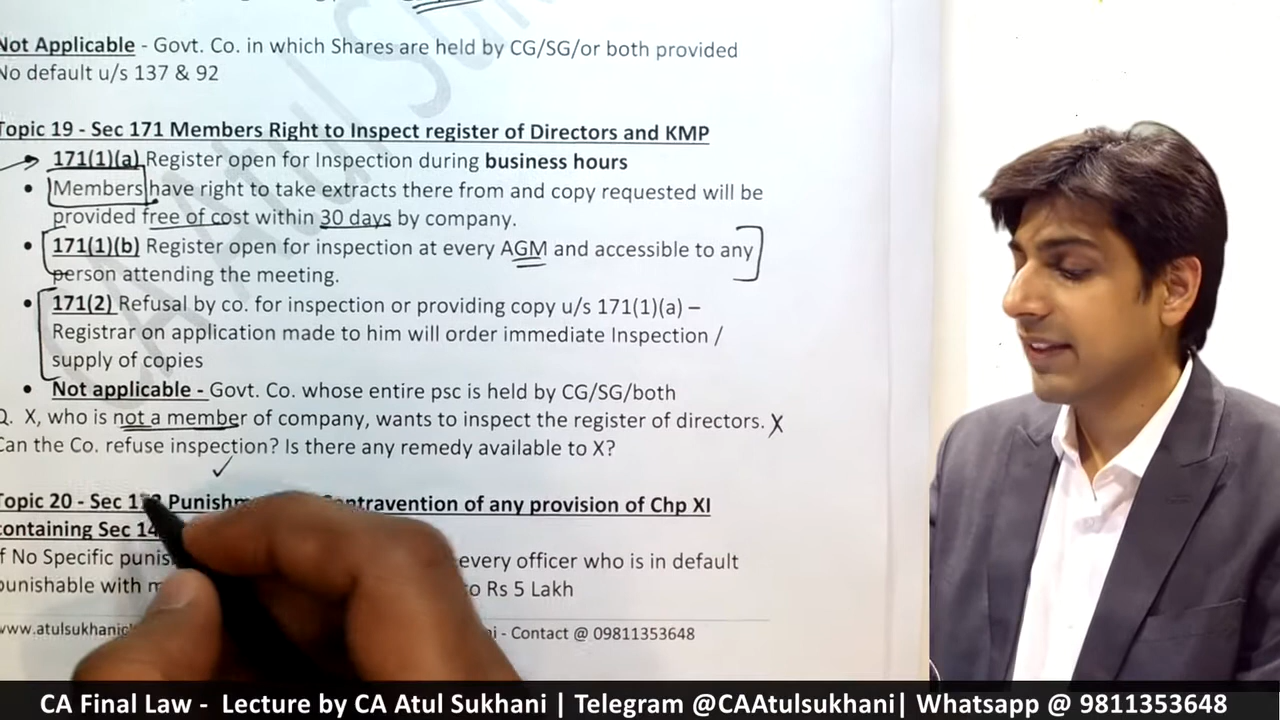 Not Applicable - Govt. Co. in which Shares are held by CG/SG/or both provided
No default u/s 137 & 92
Topic 19 - Sec 171 Members Right to Inspect register of Directors and KMP
171(1)(a) Register open for Inspection during business hours
• Members have right to take extracts there from and copy requested will be
provided free of cost within 30 days by company.
• 171(1)(b) Register open for inspection at every AGM and accessible to any
person attending the meeting.
• 171(2) Refusal by co. for inspection or providing copy u/s 171(1)(a) –
Registrar on application made to him will order immediate Inspection /
supply of copies
• Not applicable - Govt. Co. whose entire psc is held by CG/SG/both
Q. X, who is not a member of company, wants to inspect the register of directors. X
Can the Co. refuse inspection? Is there any remedy available to X?
Topic 20 - Sec Punishm ntravention of any provision of Chp XI
containing Sec 14
If No Specific punis every officer who is in default
punishable with o Rs 5 Lakh
www.atulsukanic - Contact @ 09811353648
CA Atul Su
CA Final Law - Lecture by CA Atul Sukhani | Telegram @CAAtulsukhani| Whatsapp @ 9811353648